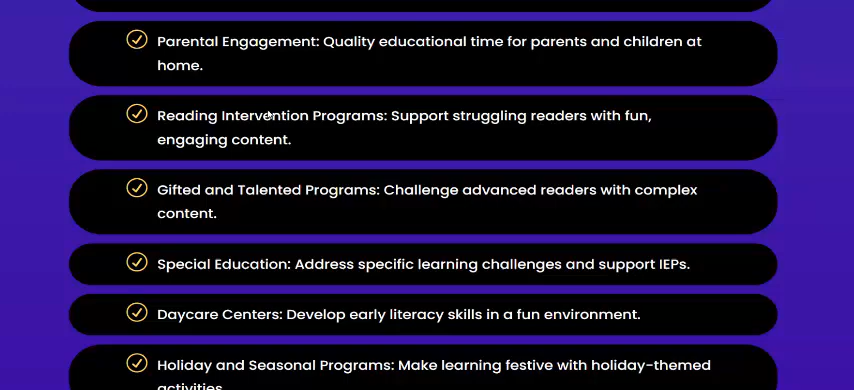 Parental Engagement: Quality educational time for parents and children at
home.
Reading Intervention Programs: Support struggling readers with fun,
engaging content.
Gifted and Talented Programs: Challenge advanced readers with complex
content.
Special Education: Address specific learning challenges and support IEPs.
Daycare Centers: Develop early literacy skills in a fun environment.
Holiday and Seasonal Programs: Make learning festive with holiday-themed
activities.